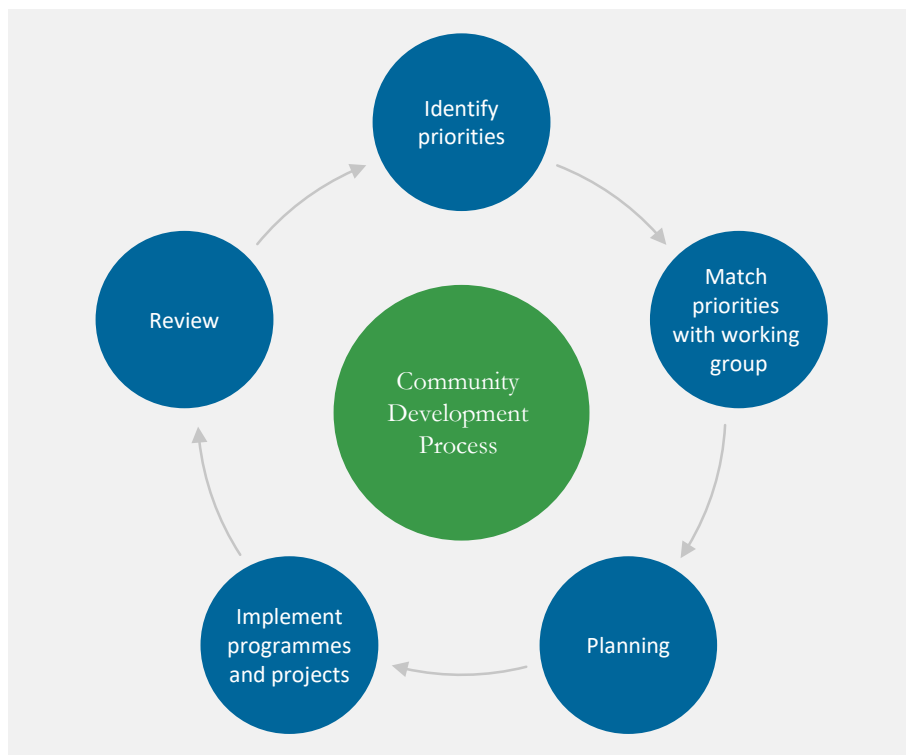 Identify
priorities
Match
priorities
with working
group
Planning
Implement
programmes
and projects
Review
Community
Development
Process